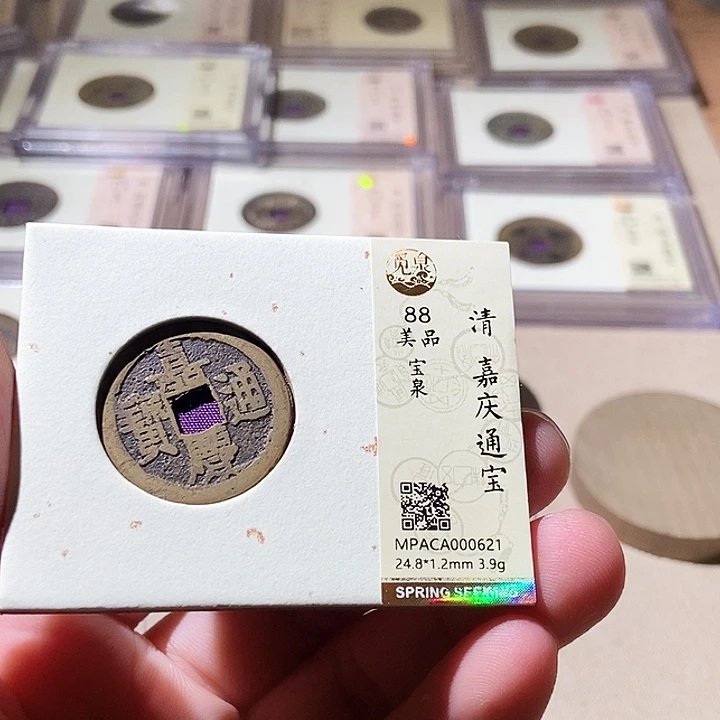 嘉慶通寶
觅泉
88
美品
宝泉
清 嘉庆通宝
MPACA000621
24.8*1.2mm 3.9g
SPRING SEEKING